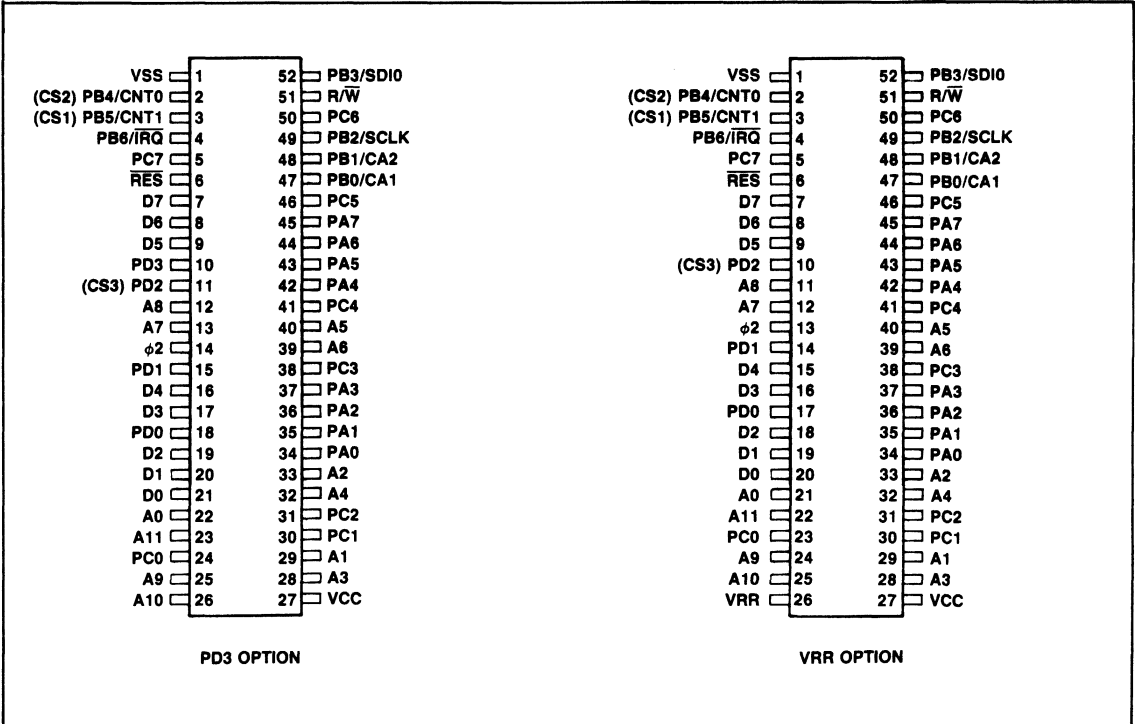 VSS 1 52 PB3/SDI0
(CS2) PB4/CNT0 2 51 R/W̅
(CS1) PB5/CNT1 3 50 PC6
PB6/I̅R̅Q̅ 4 49 PB2/SCLK
PC7 5 48 PB1/CA2
R̅E̅S̅ 6 47 PB0/CA1
D7 7 46 PC5
D6 8 45 PA7
D5 9 44 PA6
PD3 10 43 PA5
(CS3) PD2 11 42 PA4
A8 12 41 PC4
A7 13 40 A5
ϕ2 14 39 A6
PD1 15 38 PC3
D4 16 37 PA3
D3 17 36 PA2
PD0 18 35 PA1
D2 19 34 PA0
D1 20 33 A2
D0 21 32 A4
A0 22 31 PC2
A11 23 30 PC1
PC0 24 29 A1
A9 25 28 A3
A10 26 27 VCC
PD3 OPTION
VSS 1 52 PB3/SDI0
(CS2) PB4/CNT0 2 51 R/W̅
(CS1) PB5/CNT1 3 50 PC6
PB6/I̅R̅Q̅ 4 49 PB2/SCLK
PC7 5 48 PB1/CA2
R̅E̅S̅ 6 47 PB0/CA1
D7 7 46 PC5
D6 8 45 PA7
D5 9 44 PA6
(CS3) PD2 10 43 PA5
A8 11 42 PA4
A7 12 41 PC4
ϕ2 13 40 A5
PD1 14 39 A6
D4 15 38 PC3
D3 16 37 PA3
PD0 17 36 PA2
D2 18 35 PA1
D1 19 34 PA0
D0 20 33 A2
A0 21 32 A4
A11 22 31 PC2
PC0 23 30 PC1
A9 24 29 A1
A10 25 28 A3
VRR 26 27 VCC
VRR OPTION